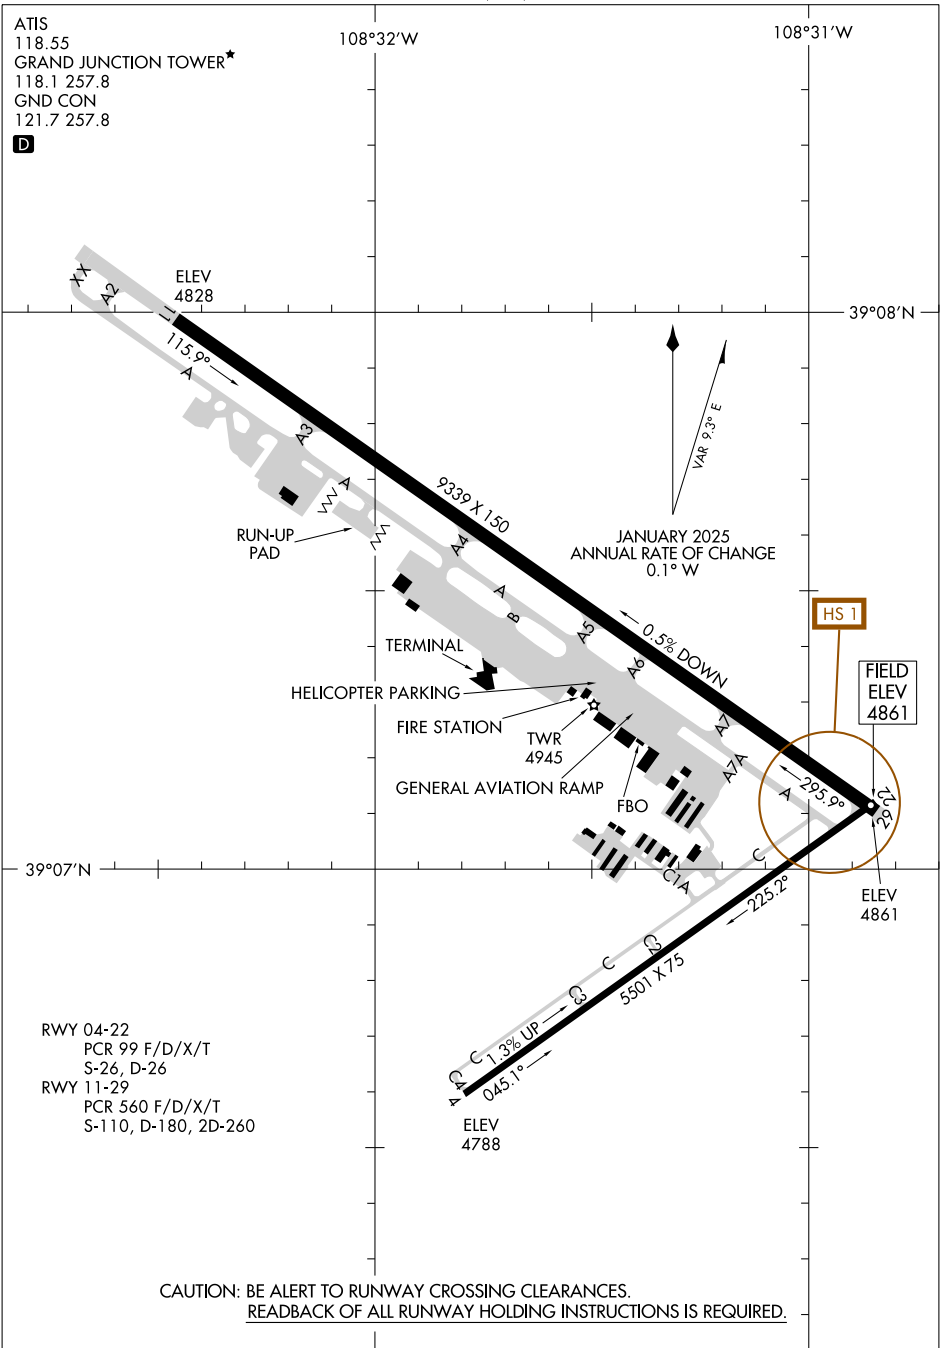 ATIS
118.55
GRAND JUNCTION TOWER★
118.1 257.8
GND CON
121.7 257.8
D
108°32'W
108°31'W
XX
A2
ELEV
4828
11
39°08'N
115.9°
A
A3
A
9339 X 150
VAR 9.3° E
RUN-UP
PAD
A4
JANUARY 2025
ANNUAL RATE OF CHANGE
0.1° W
A
B
HS 1
A5
0.5% DOWN
TERMINAL
A6
FIELD
ELEV
4861
HELICOPTER PARKING
FIRE STATION
TWR
4945
A7
A7A
GENERAL AVIATION RAMP
FBO
A
295.9°
22
29
C
39°07'N
C1A
225.2°
ELEV
4861
C2
C
5501 X 75
C3
1.3% UP
C
045.1°
C4
4
RWY 04-22
PCR 99 F/D/X/T
S-26, D-26
RWY 11-29
PCR 560 F/D/X/T
S-110, D-180, 2D-260
ELEV
4788
CAUTION: BE ALERT TO RUNWAY CROSSING CLEARANCES.
READBACK OF ALL RUNWAY HOLDING INSTRUCTIONS IS REQUIRED.